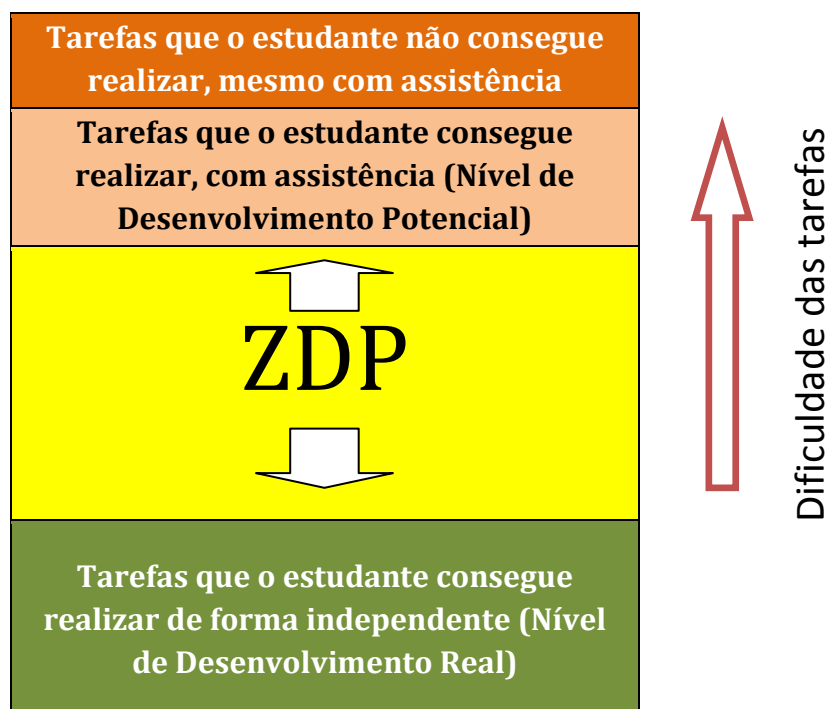 Tarefas que o estudante não consegue
realizar, mesmo com assistência
Tarefas que o estudante consegue
realizar, com assistência (Nível de
Desenvolvimento Potencial)
ZDP
Tarefas que o estudante consegue
realizar de forma independente (Nível
de Desenvolvimento Real)
Dificuldade das tarefas